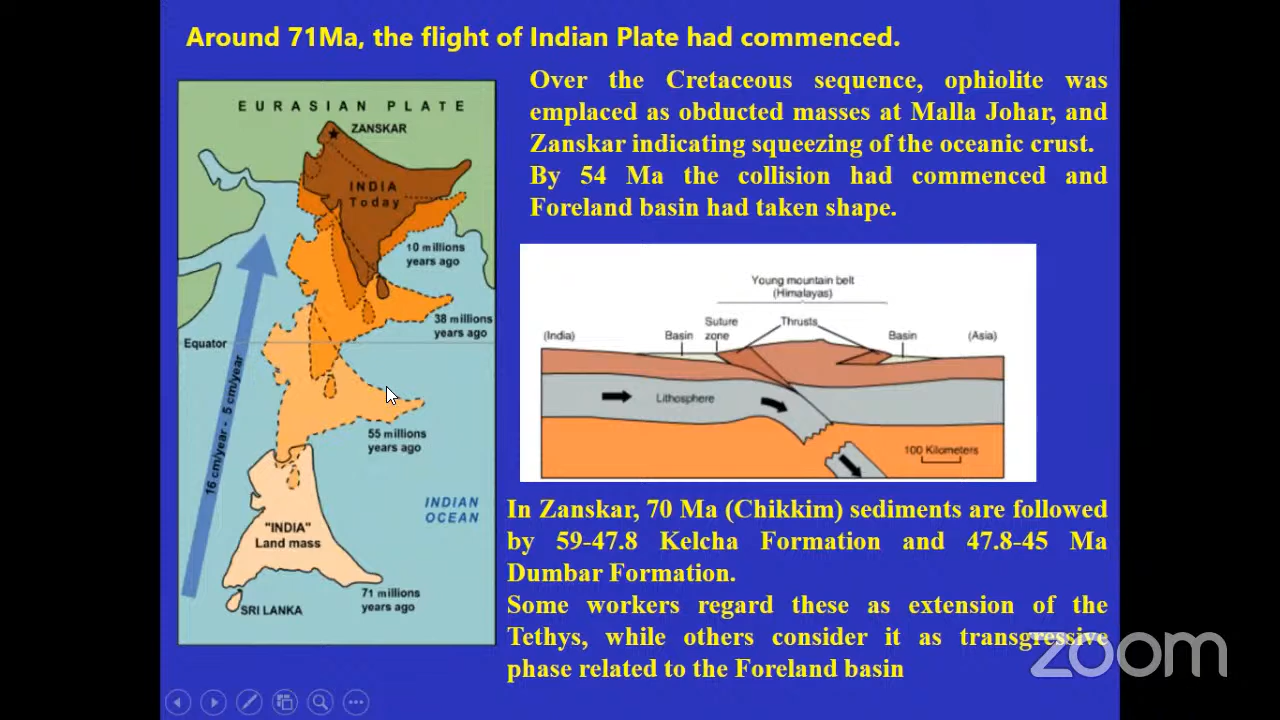 Around 71Ma, the flight of Indian Plate had commenced.
EURASIAN PLATE
ZANSKAR
INDIA
Today
10 millions
years ago
38 millions
years ago
Equator
16 cm/year - 5 cm/year
55 millions
years ago
INDIAN
OCEAN
"INDIA"
Land mass
71 millions
years ago
SRI LANKA
Over the Cretaceous sequence, ophiolite was
emplaced as obducted masses at Malla Johar, and
Zanskar indicating squeezing of the oceanic crust.
By 54 Ma the collision had commenced and
Foreland basin had taken shape.
Young mountain belt
(Himalayas)
(India)
Basin
Suture
zone
Thrusts
Basin
(Asia)
Lithosphere
100 Kilometers
In Zanskar, 70 Ma (Chikkim) sediments are followed
by 59-47.8 Kelcha Formation and 47.8-45 Ma
Dumbar Formation.
Some workers regard these as extension of the
Tethys, while others consider it as transgressive
phase related to the Foreland basin
zoom